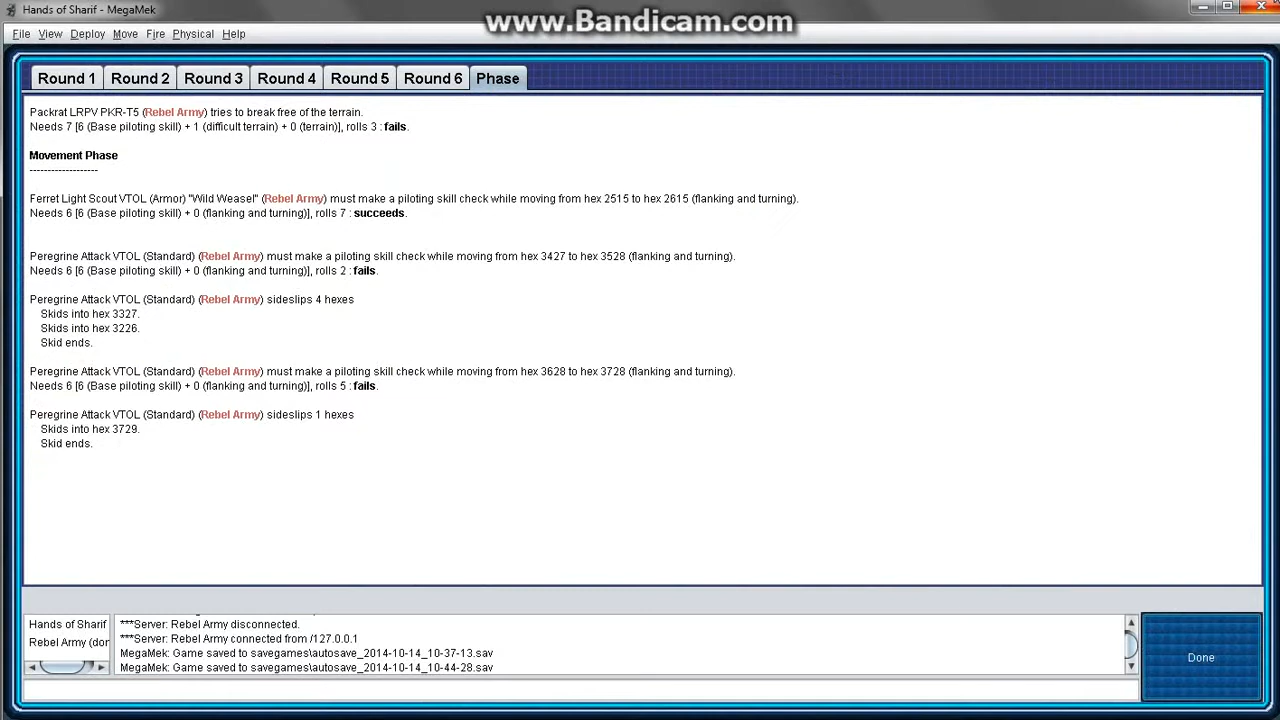 Hands of Sharif - MegaMek
www.Bandicam.com
File View Deploy Move Fire Physical Help
Round 1 Round 2 Round 3 Round 4 Round 5 Round 6 Phase
Packrat LRPV PKR-T5 (Rebel Army) tries to break free of the terrain.
Needs 7 [6 (Base piloting skill) + 1 (difficult terrain) + 0 (terrain)], rolls 3 : fails.
Movement Phase
-------------------
Ferret Light Scout VTOL (Armor) "Wild Weasel" (Rebel Army) must make a piloting skill check while moving from hex 2515 to hex 2615 (flanking and turning).
Needs 6 [6 (Base piloting skill) + 0 (flanking and turning)], rolls 7 : succeeds.
Peregrine Attack VTOL (Standard) (Rebel Army) must make a piloting skill check while moving from hex 3427 to hex 3528 (flanking and turning).
Needs 6 [6 (Base piloting skill) + 0 (flanking and turning)], rolls 2 : fails.
Peregrine Attack VTOL (Standard) (Rebel Army) sideslips 4 hexes
Skids into hex 3327.
Skids into hex 3226.
Skid ends.
Peregrine Attack VTOL (Standard) (Rebel Army) must make a piloting skill check while moving from hex 3628 to hex 3728 (flanking and turning).
Needs 6 [6 (Base piloting skill) + 0 (flanking and turning)], rolls 5 : fails.
Peregrine Attack VTOL (Standard) (Rebel Army) sideslips 1 hexes
Skids into hex 3729.
Skid ends.
Hands of Sharif
Rebel Army (dor
***Server: Rebel Army disconnected.
***Server: Rebel Army connected from /127.0.0.1
MegaMek: Game saved to savegames\autosave_2014-10-14_10-37-13.sav
MegaMek: Game saved to savegames\autosave_2014-10-14_10-44-28.sav
Done